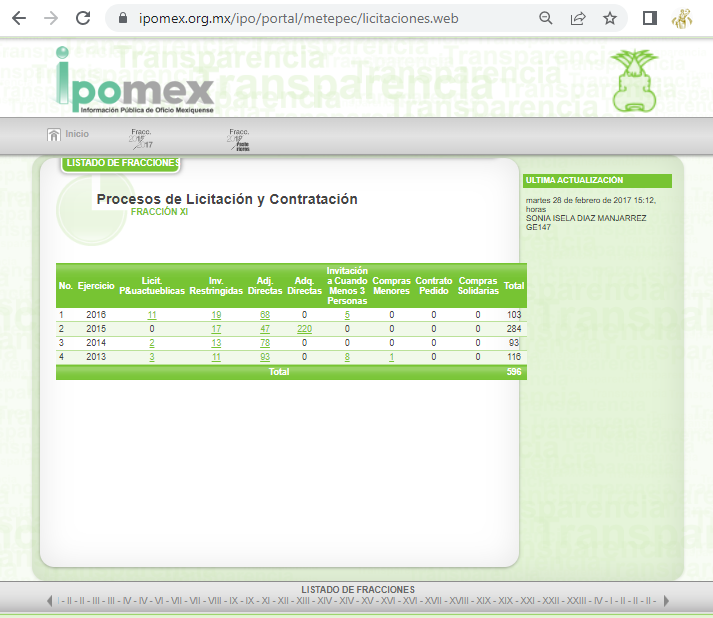 ipomex.org.mx/ipo/portal/metepec/licitaciones.web
ipomex
Información Pública de Oficio Mexiquense
Transparencia
Inicio
Fracc.
Fracc.
LISTADO DE FRACCIONES
Procesos de Licitación y Contratación
FRACCIÓN XI
ULTIMA ACTUALIZACIÓN
martes 28 de febrero de 2017 15:12,
horas
SONIA ISELA DIAZ MANJARREZ
GE147
No. Ejercicio Licit. P&uactueblicas Inv. Restringidas Adj. Directas Adq. Directas Invitación a Cuando Menos 3 Personas Compras Menores Contrato Pedido Compras Solidarias Total
1 2016 11 19 68 0 5 0 0 0 103
2 2015 0 17 47 220 0 0 0 0 284
3 2014 2 13 78 0 0 0 0 0 93
4 2013 3 11 93 0 8 1 0 0 116
Total 596
LISTADO DE FRACCIONES
I - II - II - III - III - IV - IV - VI - VII - VII - VIII - IX - IX - XI - XII - XIII - XIV - XIV - XV - XVI - XVI - XVII - XVIII - XIX - XIX - XXI - XXII - XXIII - IV - I - II - II - II -